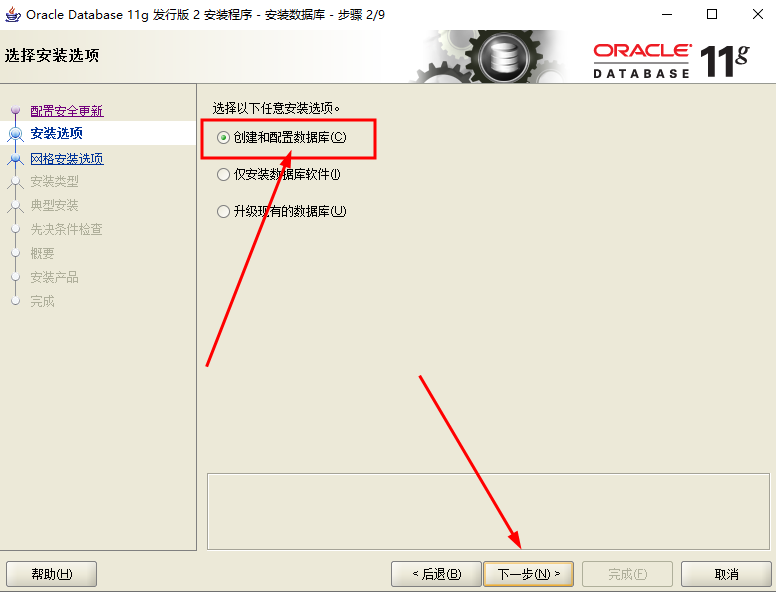 Oracle Database 11g 发行版 2 安装程序 - 安装数据库 - 步骤 2/9
选择安装选项
ORACLE
DATABASE
11g
配置安全更新
安装选项
网格安装选项
安装类型
典型安装
先决条件检查
概要
安装产品
完成
选择以下任意安装选项。
创建和配置数据库(C)
仅安装数据库软件(I)
升级现有的数据库(U)
帮助(H)
< 后退(B)
下一步(N) >
完成(F)
取消